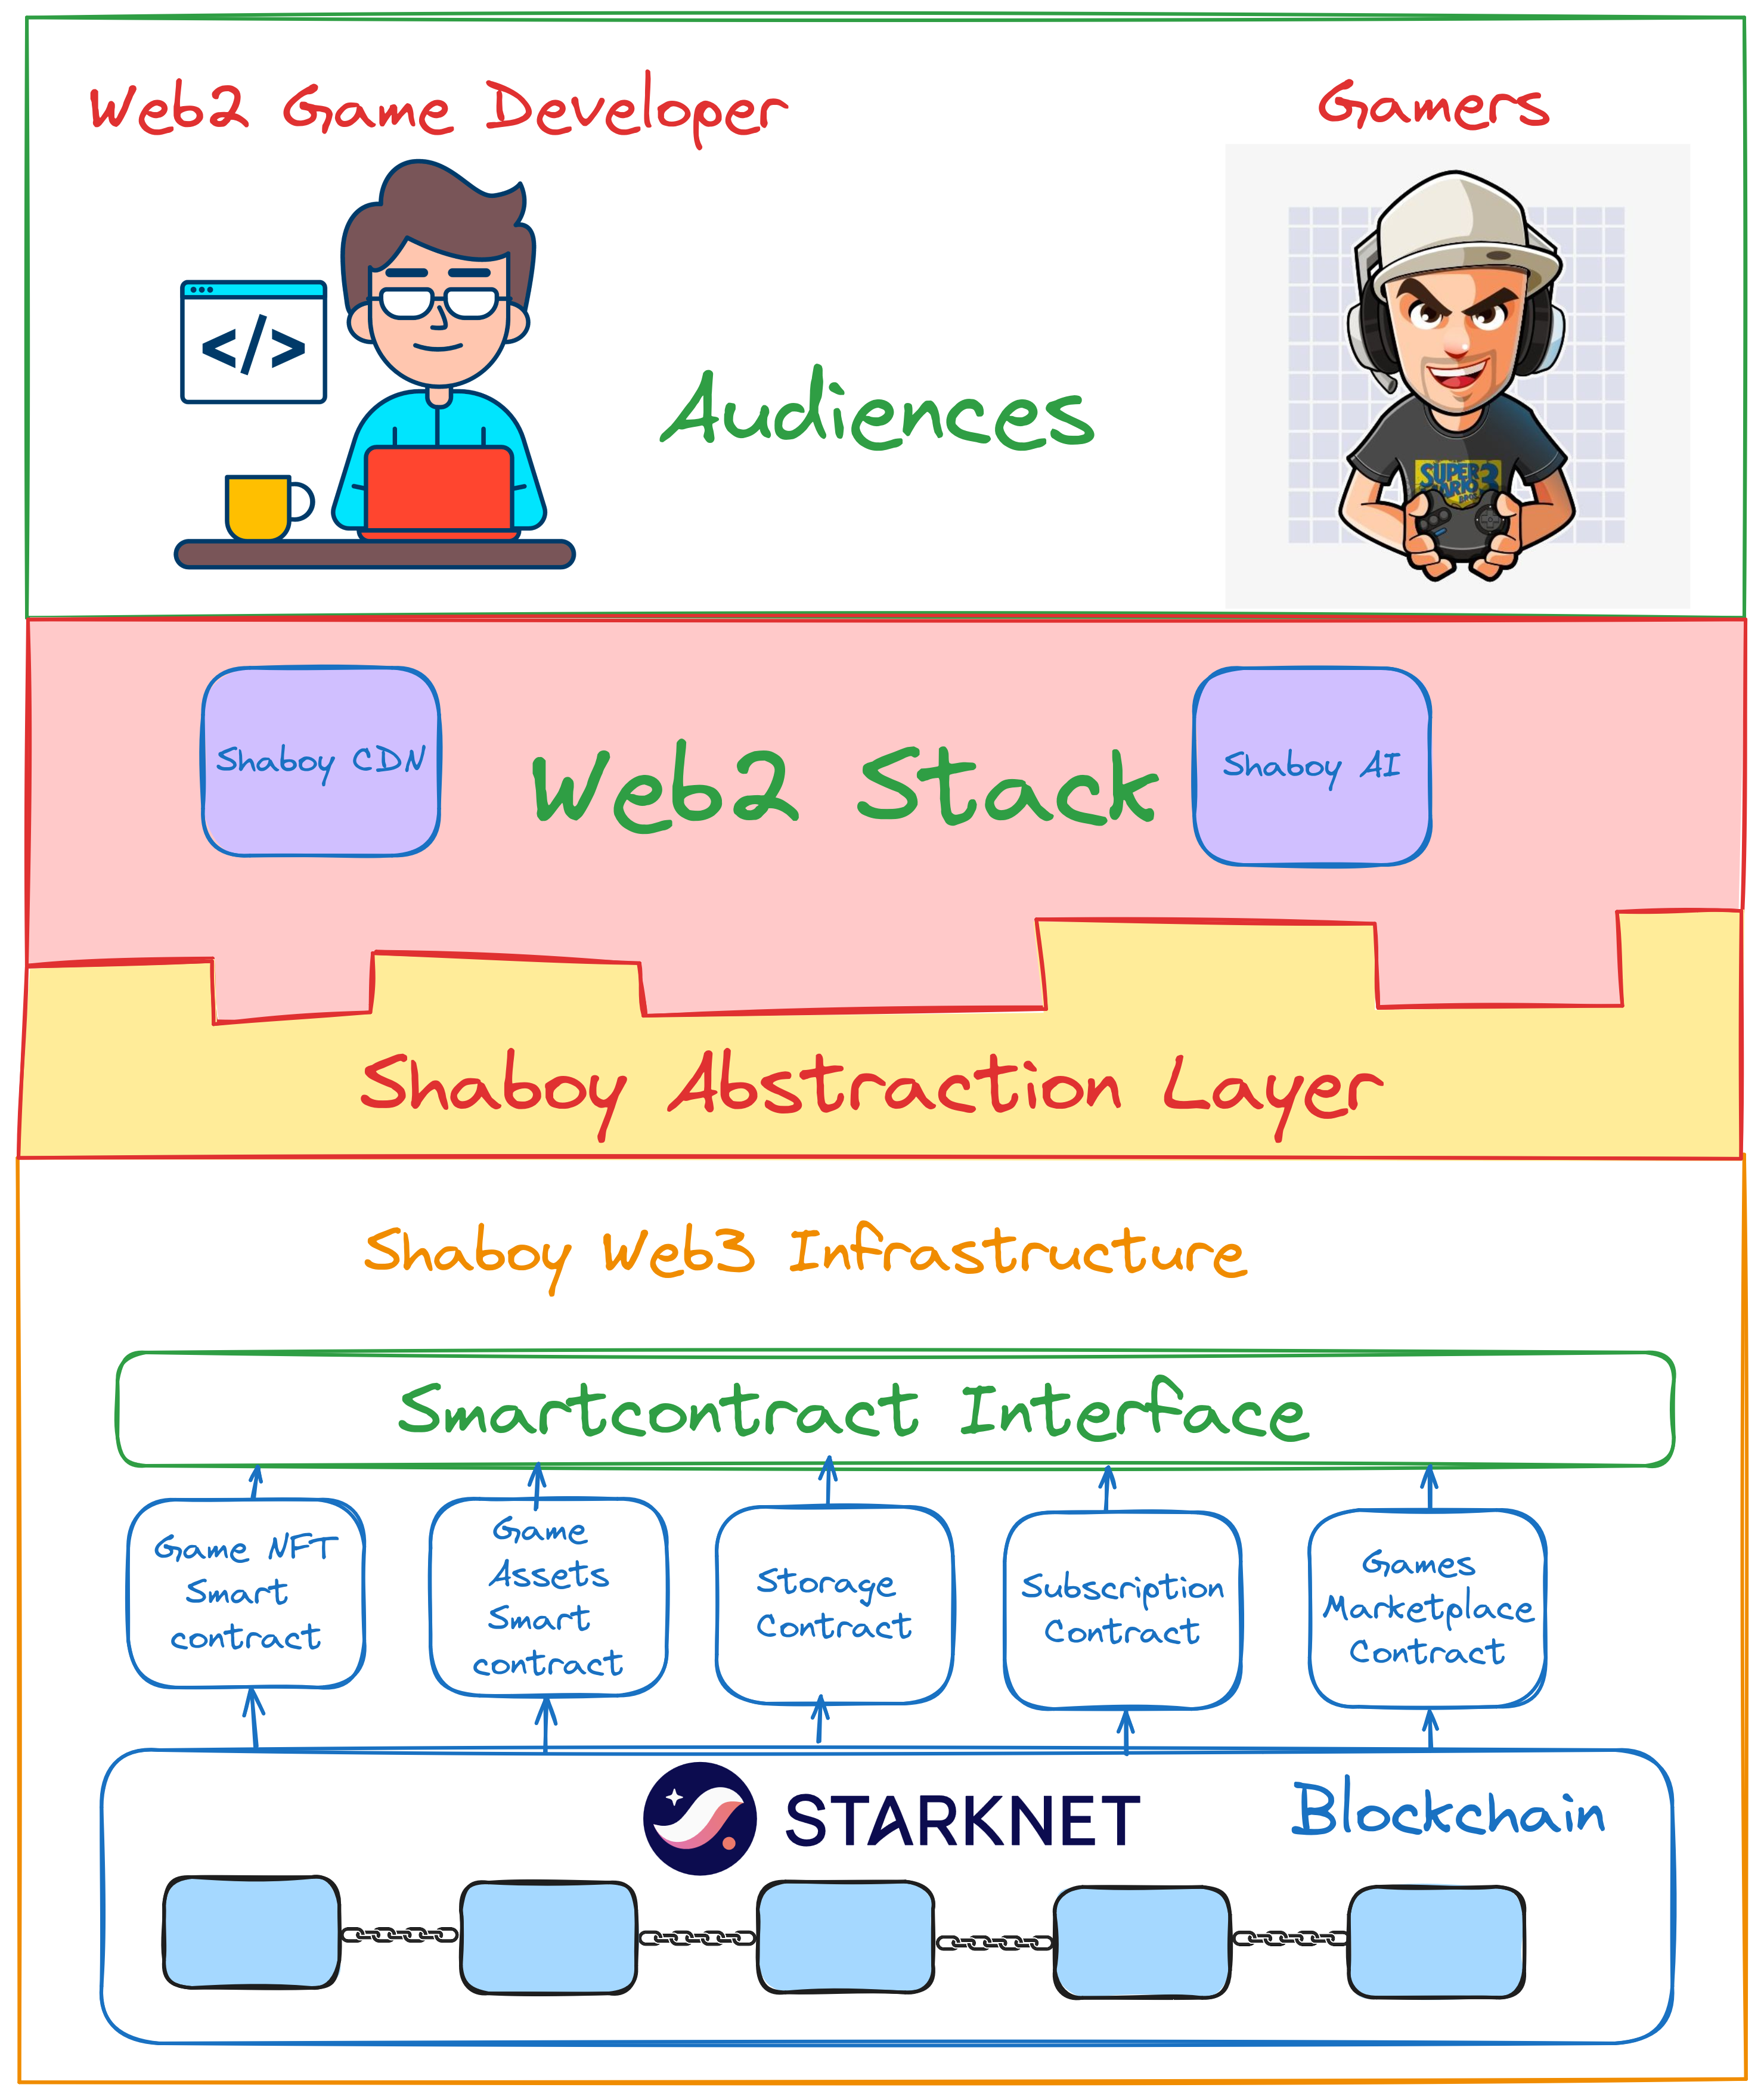 Web2 Game Developer
Gamers
</>
Audiences
SUPER
MARIO 3
BROS.
Shaboy CDN
Web2 Stack
Shaboy AI
Shaboy Abstraction Layer
Shaboy Web3 Infrastructure
Smartcontract Interface
Game NFT
Smart
contract
Game
Assets
Smart
contract
Storage
Contract
Subscription
Contract
Games
Marketplace
Contract
STARKNET
Blockchain